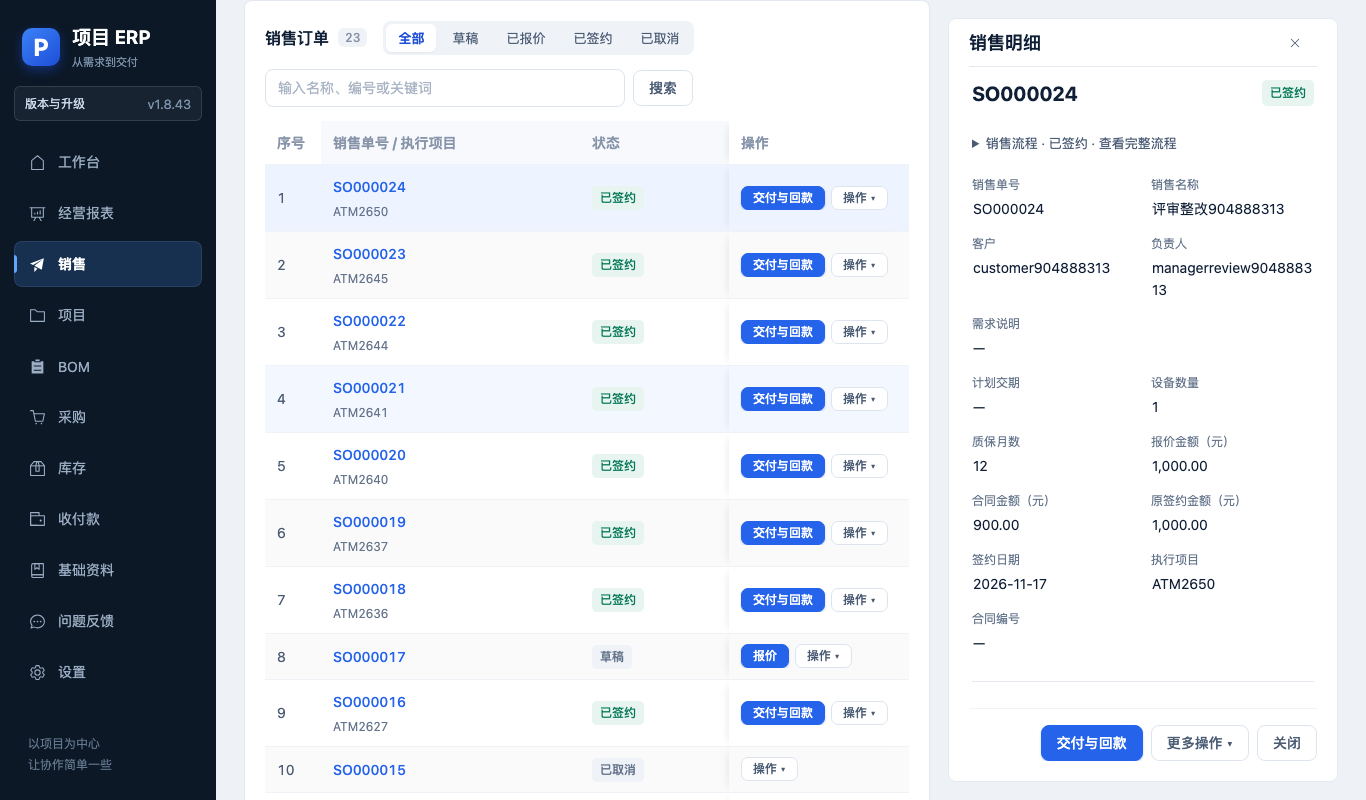 P
项目 ERP
从需求到交付
版本与升级 v1.8.43
工作台
经营报表
销售
项目
BOM
采购
库存
收付款
基础资料
问题反馈
设置
以项目为中心
让协作简单一些
销售订单 23 全部 草稿 已报价 已签约 已取消
输入名称、编号或关键词 搜索
序号 销售单号 / 执行项目 状态 操作
1 SO000024 已签约 交付与回款 操作 ▾
ATM2650
2 SO000023 已签约 交付与回款 操作 ▾
ATM2645
3 SO000022 已签约 交付与回款 操作 ▾
ATM2644
4 SO000021 已签约 交付与回款 操作 ▾
ATM2641
5 SO000020 已签约 交付与回款 操作 ▾
ATM2640
6 SO000019 已签约 交付与回款 操作 ▾
ATM2637
7 SO000018 已签约 交付与回款 操作 ▾
ATM2636
8 SO000017 草稿 报价 操作 ▾
9 SO000016 已签约 交付与回款 操作 ▾
ATM2627
10 SO000015 已取消 操作 ▾
销售明细 ×
SO000024 已签约
▶ 销售流程 · 已签约 · 查看完整流程
销售单号 销售名称
SO000024 评审整改904888313
客户 负责人
customer904888313 managerreview9048883
13
需求说明
—
计划交期 设备数量
— 1
质保月数 报价金额（元）
12 1,000.00
合同金额（元） 原签约金额（元）
900.00 1,000.00
签约日期 执行项目
2026-11-17 ATM2650
合同编号
—
交付与回款 更多操作 ▾ 关闭